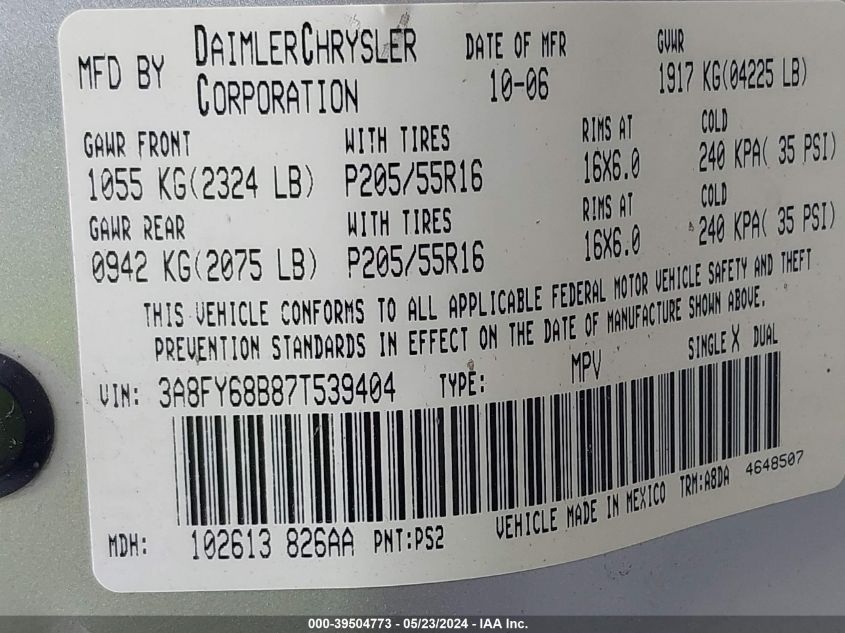 MFD BY DAIMLERCHRYSLER CORPORATION DATE OF MFR 10-06 GVWR 1917 KG(04225 LB)
GAWR FRONT WITH TIRES RIMS AT COLD
1055 KG(2324 LB) P205/55R16 16X6.0 240 KPA( 35 PSI)
GAWR REAR WITH TIRES RIMS AT COLD
0942 KG(2075 LB) P205/55R16 16X6.0 240 KPA( 35 PSI)
THIS VEHICLE CONFORMS TO ALL APPLICABLE FEDERAL MOTOR VEHICLE SAFETY AND THEFT
PREVENTION STANDARDS IN EFFECT ON THE DATE OF MANUFACTURE SHOWN ABOVE.
VIN: 3A8FY68B87T539404 TYPE: MPV SINGLE X DUAL
MDH: 102613 826AA PNT:PS2 VEHICLE MADE IN MEXICO TRM:A8DA 4648507
000-39504773 - 05/23/2024 - IAA Inc.